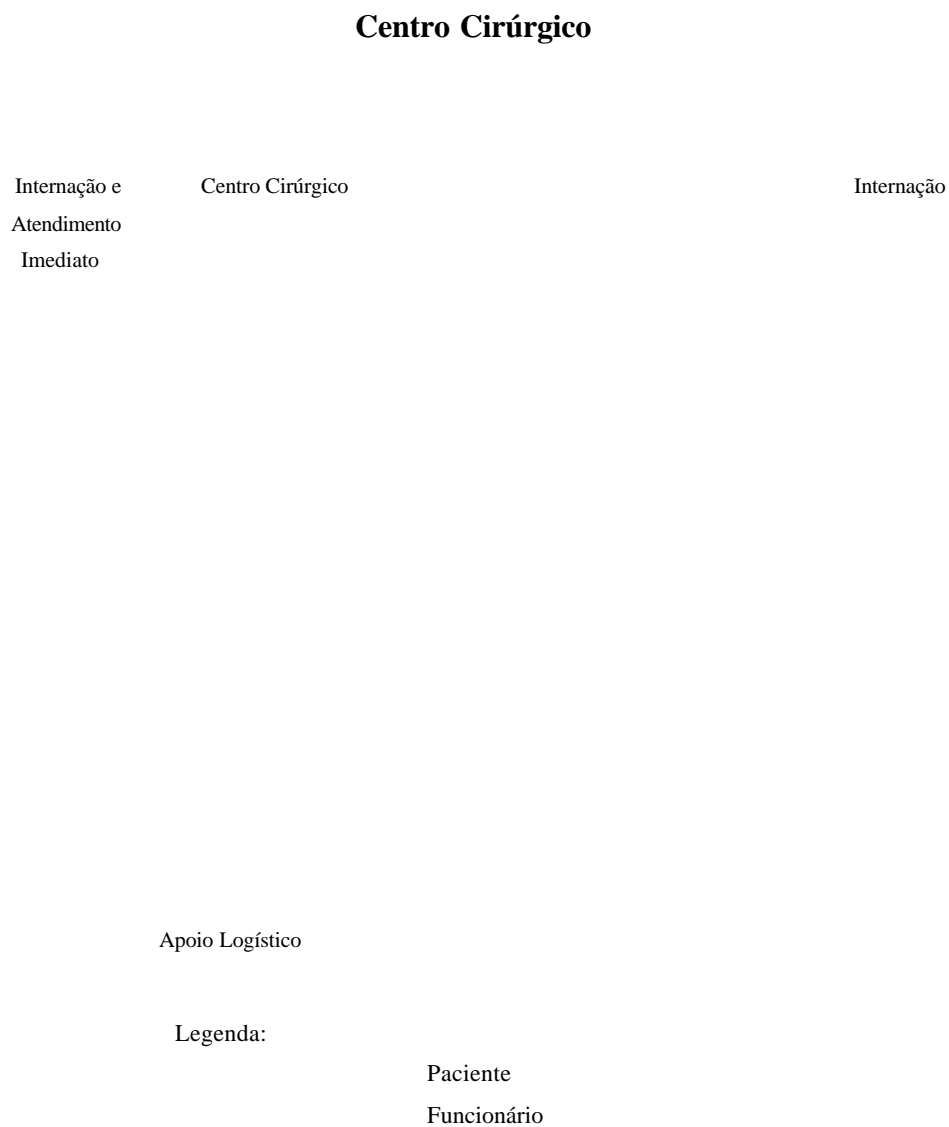 Centro Cirúrgico
Internação e
Atendimento
Imediato
Centro Cirúrgico
Internação
Apoio Logístico
Legenda:
Paciente
Funcionário